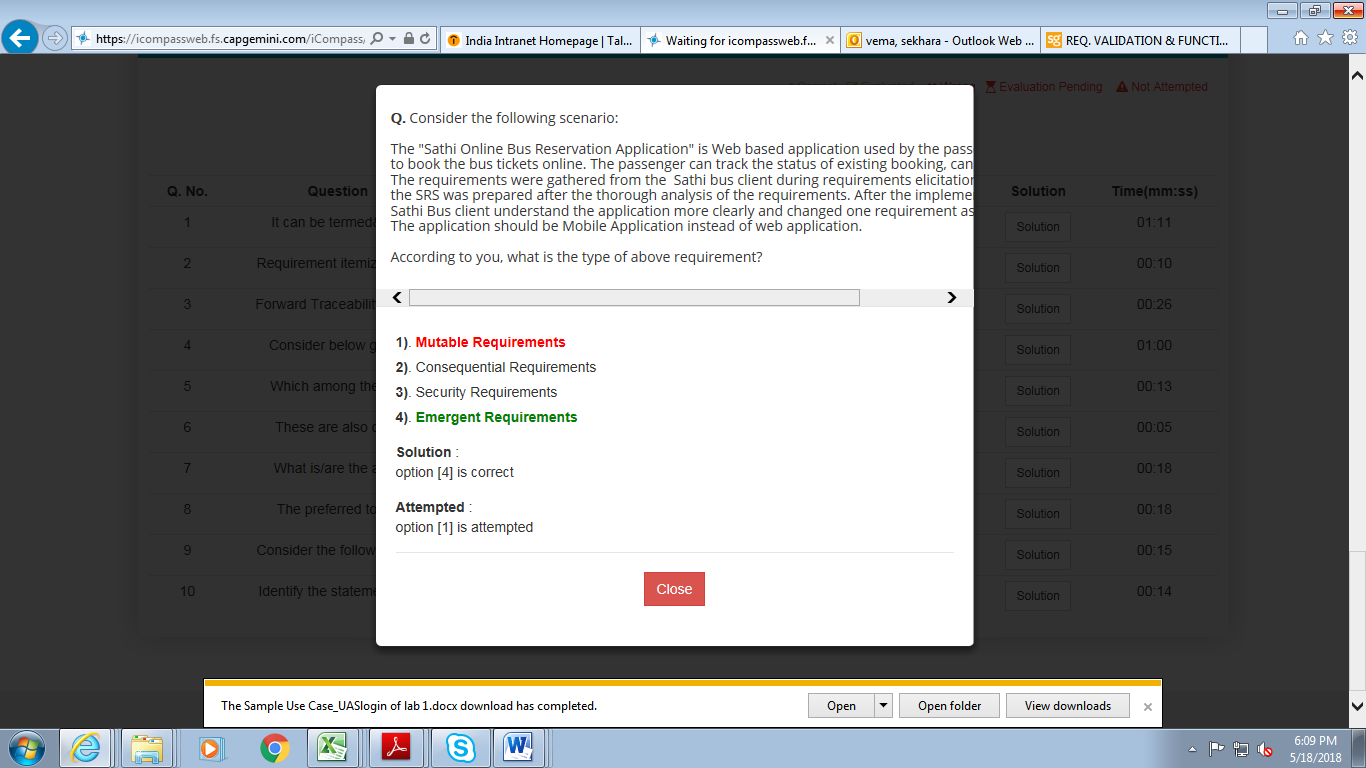 https://icompassweb.fs.capgemini.com/iCompass/
India Intranet Homepage | Tal...
Waiting for icompassweb.f...
vema, sekhara - Outlook Web ...
REQ. VALIDATION & FUNCTI...
Evaluation Pending
Not Attempted
Q. Consider the following scenario:
The "Sathi Online Bus Reservation Application" is Web based application used by the pass
to book the bus tickets online. The passenger can track the status of existing booking, can
The requirements were gathered from the Sathi bus client during requirements elicitation
the SRS was prepared after the thorough analysis of the requirements. After the impleme
Sathi Bus client understand the application more clearly and changed one requirement as
The application should be Mobile Application instead of web application.
According to you, what is the type of above requirement?
1). Mutable Requirements
2). Consequential Requirements
3). Security Requirements
4). Emergent Requirements
Solution :
option [4] is correct
Attempted :
option [1] is attempted
Close
Q. No. Question Solution Time(mm:ss)
1 It can be termed Solution 01:11
2 Requirement itemiz Solution 00:10
3 Forward Traceabilit Solution 00:26
4 Consider below g Solution 01:00
5 Which among the Solution 00:13
6 These are also Solution 00:05
7 What is/are the a Solution 00:18
8 The preferred to Solution 00:18
9 Consider the follow Solution 00:15
10 Identify the stateme Solution 00:14
The Sample Use Case_UASlogin of lab 1.docx download has completed.
Open
Open folder
View downloads
6:09 PM
5/18/2018